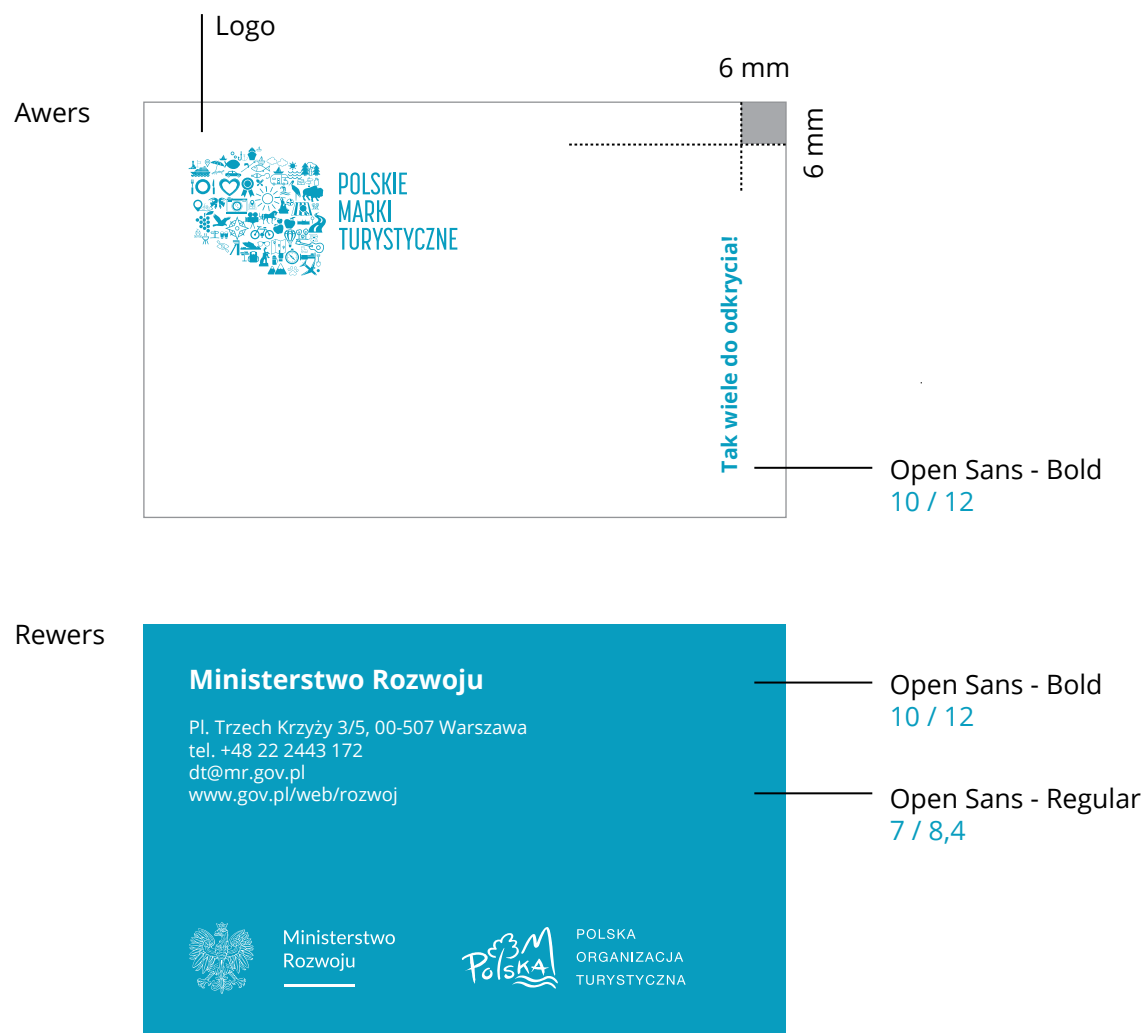 Logo
6 mm
Awers
6 mm
POLSKIE
MARKI
TURYSTYCZNE
Tak wiele do odkrycia!
Open Sans - Bold
10 / 12
Rewers
Ministerstwo Rozwoju
Open Sans - Bold
10 / 12
Pl. Trzech Krzyży 3/5, 00-507 Warszawa
tel. +48 22 2443 172
dt@mr.gov.pl
www.gov.pl/web/rozwoj
Open Sans - Regular
7 / 8,4
Ministerstwo
Rozwoju
Polska
POLSKA
ORGANIZACJA
TURYSTYCZNA